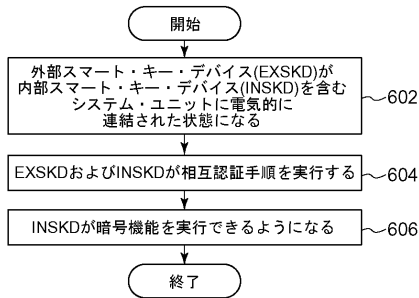 開始
外部スマート・キー・デバイス(EXSKD)が
内部スマート・キー・デバイス(INSKD)を含む
システム・ユニットに電気的に
連結された状態になる
602
EXSKDおよびINSKDが相互認証手順を実行する
604
INSKDが暗号機能を実行できるようになる
606
終了